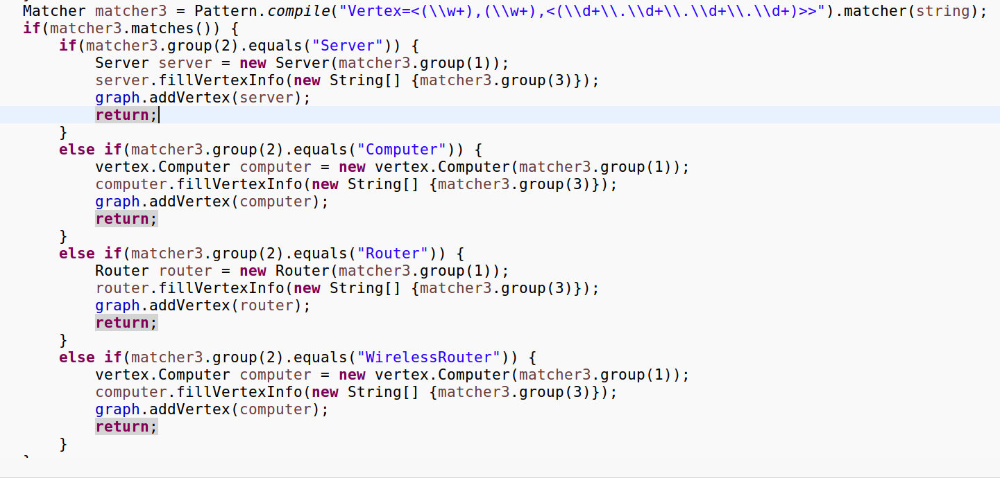 Matcher matcher3 = Pattern.compile("Vertex=<(\\w+),(\\w+),<(\\d+\\.\\d+\\.\\d+\\.\\d+)>>").matcher(string);
if(matcher3.matches()) {
    if(matcher3.group(2).equals("Server")) {
        Server server = new Server(matcher3.group(1));
        server.fillVertexInfo(new String[] {matcher3.group(3)});
        graph.addVertex(server);
        return;
    }
    else if(matcher3.group(2).equals("Computer")) {
        vertex.Computer computer = new vertex.Computer(matcher3.group(1));
        computer.fillVertexInfo(new String[] {matcher3.group(3)});
        graph.addVertex(computer);
        return;
    }
    else if(matcher3.group(2).equals("Router")) {
        Router router = new Router(matcher3.group(1));
        router.fillVertexInfo(new String[] {matcher3.group(3)});
        graph.addVertex(router);
        return;
    }
    else if(matcher3.group(2).equals("WirelessRouter")) {
        vertex.Computer computer = new vertex.Computer(matcher3.group(1));
        computer.fillVertexInfo(new String[] {matcher3.group(3)});
        graph.addVertex(computer);
        return;
    }